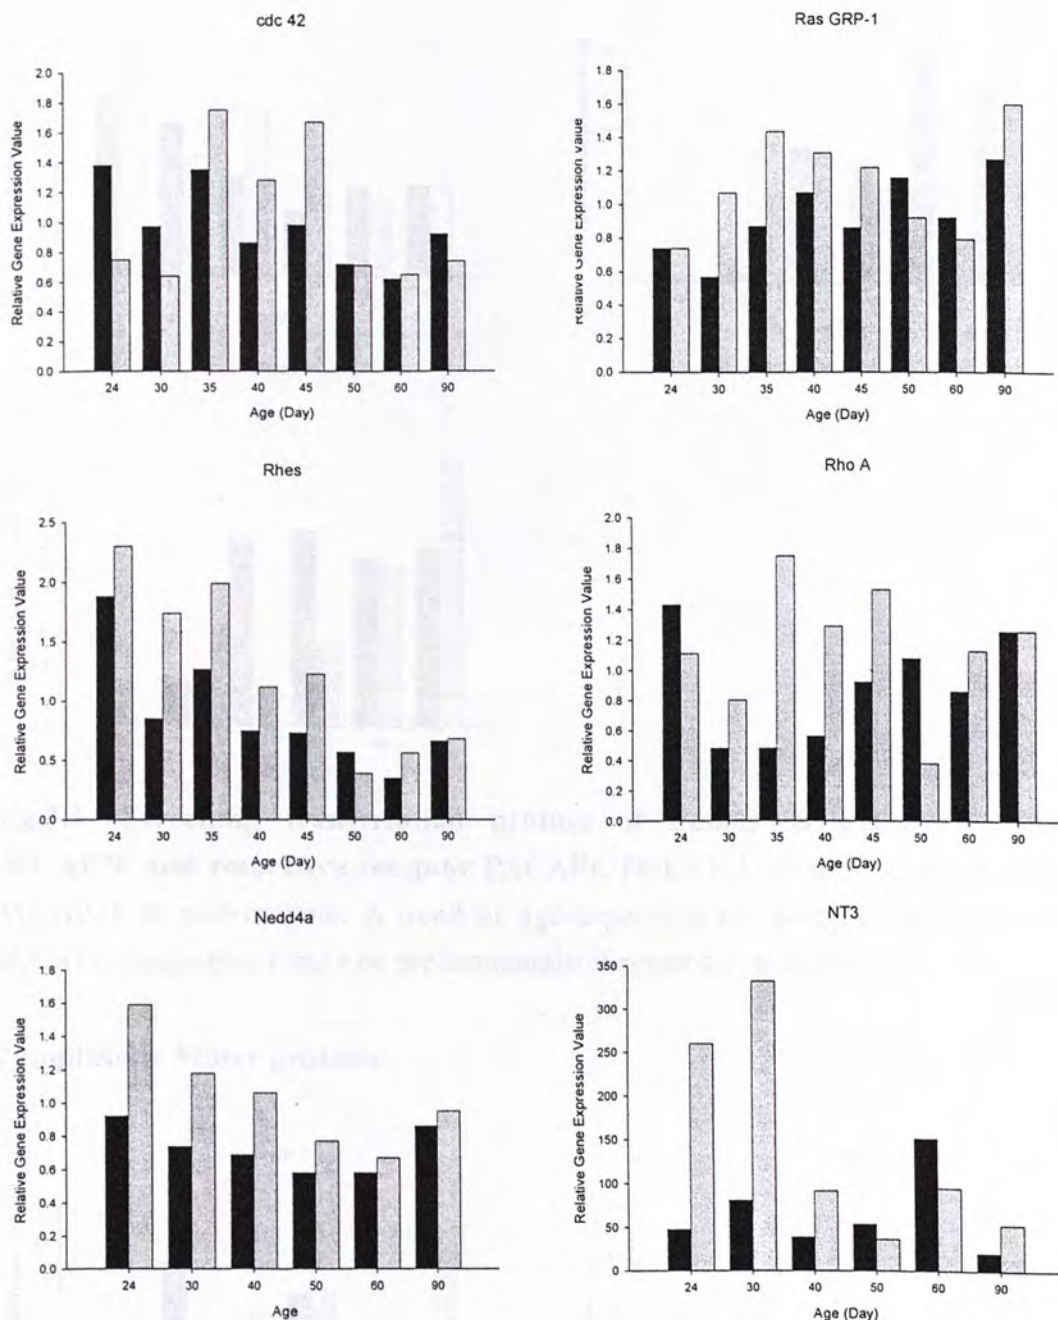 cdc 42
Relative Gene Expression Value
2.0
1.8
1.6
1.4
1.2
1.0
0.8
0.6
0.4
0.2
0.0
24 30 35 40 45 50 60 90
Age (Day)
Ras GRP-1
Relative Gene Expression Value
1.8
1.6
1.4
1.2
1.0
0.8
0.6
0.4
0.2
0.0
24 30 35 40 45 50 60 90
Age (Day)
Rhes
Relative Gene Expression Value
2.5
2.0
1.5
1.0
0.5
0.0
24 30 35 40 45 50 60 90
Age (Day)
Rho A
Relative Gene Expression Value
2.0
1.8
1.6
1.4
1.2
1.0
0.8
0.6
0.4
0.2
0.0
24 30 35 40 45 50 60 90
Age (Day)
Nedd4a
Relative Gene Expression Value
1.8
1.6
1.4
1.2
1.0
0.8
0.6
0.4
0.2
0.0
24 30 40 50 60 90
Age
NT3
Relative Gene Expression Value
350
300
250
200
150
100
50
0
24 30 40 50 60 90
Age (Day)